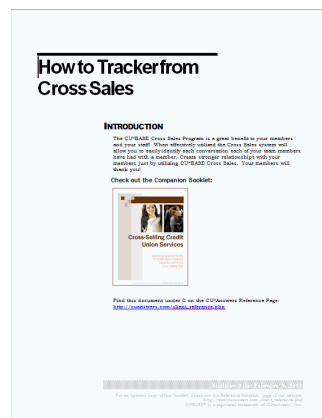 How to Tracker from
Cross Sales
INTRODUCTION
The CU*BASE Cross Sales Program is a great benefit to your members
and your staff! When effectively utilized the Cross Sales system will
allow you to easily identify each conversation each of your team members
have had with a member. Create stronger relationships with your
members just by utilizing CU*BASE Cross Sales. Your members will
thank you!
Check out the Companion Booklet:
Cross-Selling Credit
Union Services
Find this document under C on the CU*Answers Reference Page:
http://cuanswers.com/client_reference.php